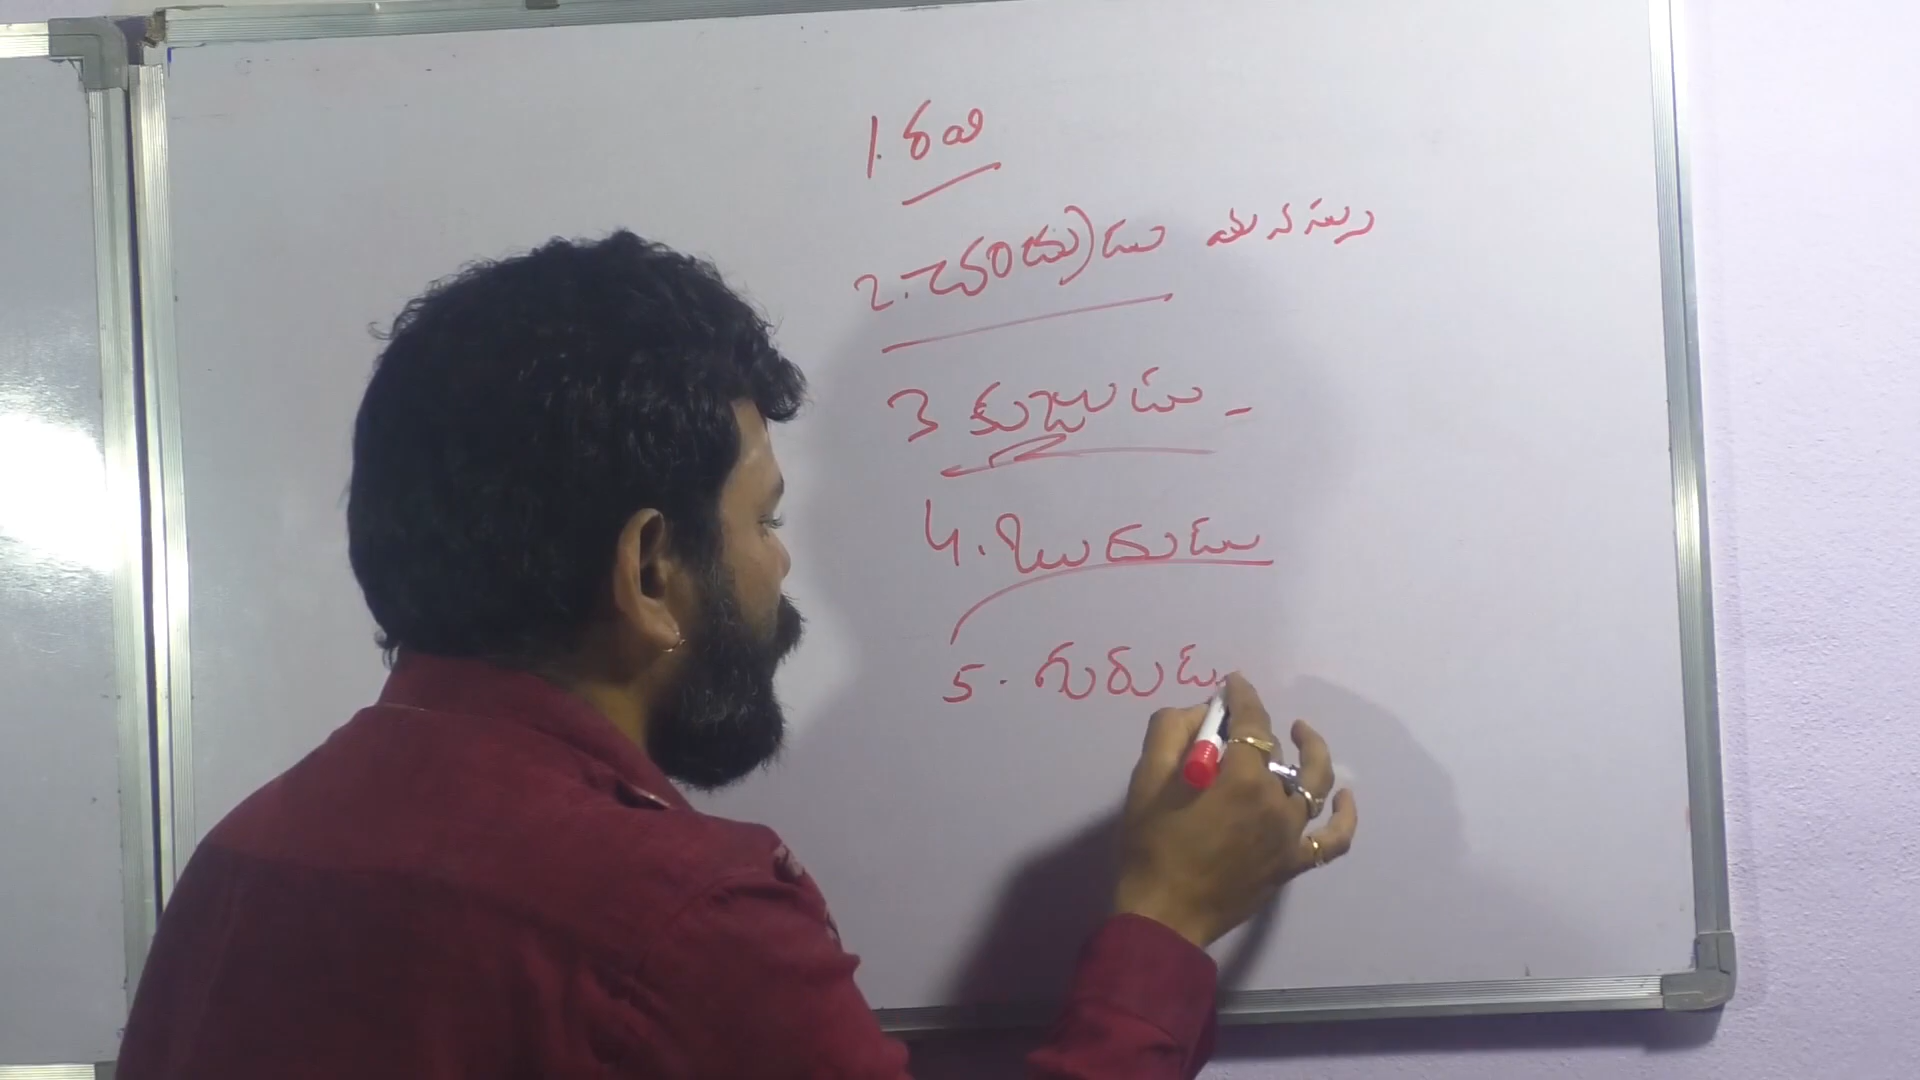 1. రవి
2. చంద్రుడు మనస్సు
3 కుజుడు -
4. బుదుడు
5. గురుడు